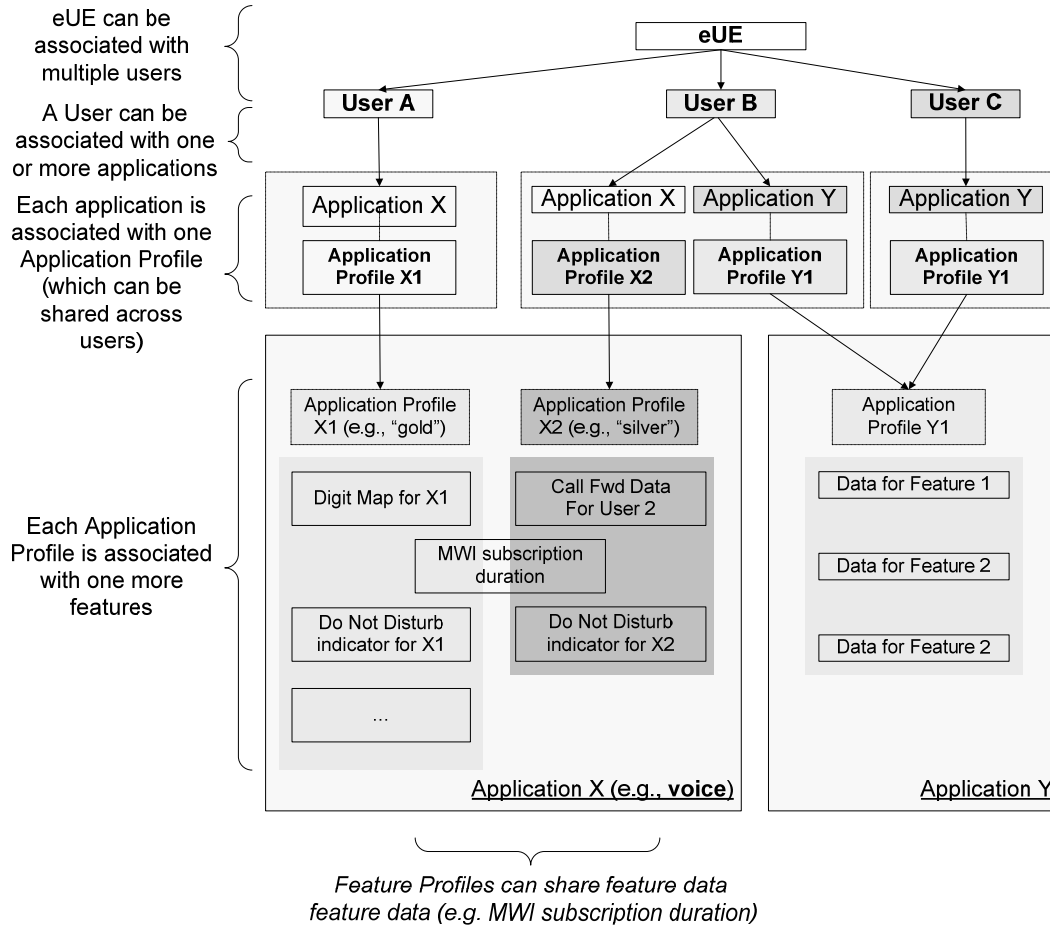 eUE can be
associated with
multiple users
eUE
User A
User B
User C
A User can be
associated with one
or more applications
Each application is
associated with one
Application Profile
(which can be
shared across
users)
Application X
Application X
Application Y
Application Y
Application
Profile X1
Application
Profile X2
Application
Profile Y1
Application
Profile Y1
Application Profile
X1 (e.g., “gold”)
Application Profile
X2 (e.g., “silver”)
Application
Profile Y1
Each Application
Profile is associated
with one more
features
Digit Map for X1
Call Fwd Data
For User 2
MWI subscription
duration
Do Not Disturb
indicator for X1
Do Not Disturb
indicator for X2
...
Data for Feature 1
Data for Feature 2
Data for Feature 2
Application X (e.g., voice)
Application Y
Feature Profiles can share feature data
feature data (e.g. MWI subscription duration)